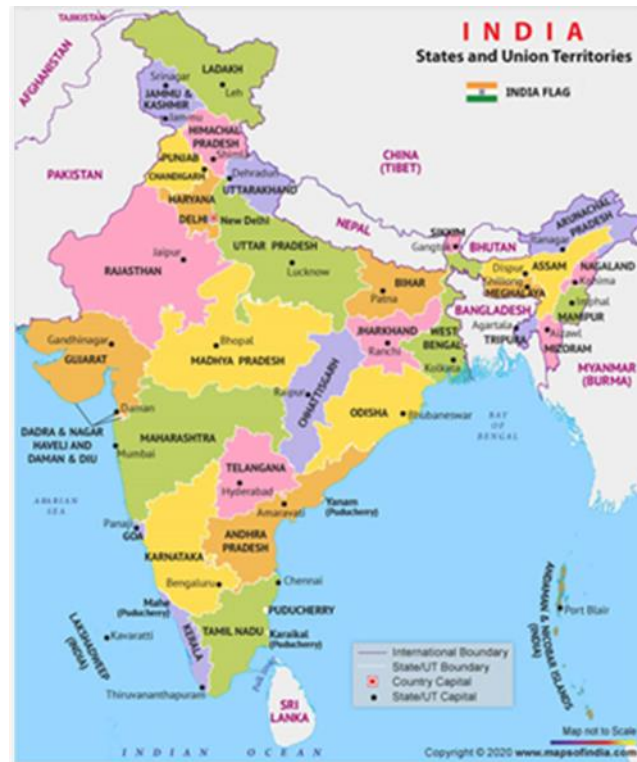 INDIA
States and Union Territories
INDIA FLAG
TAJIKISTAN
AFGHANISTAN
PAKISTAN
CHINA
(TIBET)
NEPAL
BHUTAN
BANGLADESH
MYANMAR
(BURMA)
LADAKH
Leh
Srinagar
JAMMU &
KASHMIR
Jammu
HIMACHAL
PRADESH
Shimla
PUNJAB
CHANDIGARH
Dehradun
UTTARAKHAND
HARYANA
DELHI
New Delhi
RAJASTHAN
Jaipur
UTTAR PRADESH
Lucknow
BIHAR
Patna
SIKKIM
Gangtok
ARUNACHAL
PRADESH
Itanagar
ASSAM
Dispur
NAGALAND
Kohima
Shillong
MEGHALAYA
Imphal
MANIPUR
Agartala
TRIPURA
Aizawl
MIZORAM
Gandhinagar
GUJARAT
Bhopal
MADHYA PRADESH
JHARKHAND
Ranchi
WEST
BENGAL
Kolkata
Raipur
CHHATTISGARH
ODISHA
Bhubaneswar
BAY
OF
BENGAL
Daman
DADRA & NAGAR
HAVELI AND
DAMAN & DIU
MAHARASHTRA
Mumbai
TELANGANA
Hyderabad
ARABIAN
SEA
Yanam
(Puducherry)
Amaravati
ANDHRA
PRADESH
Panaji
GOA
KARNATAKA
Bengaluru
Chennai
Mahe
(Puducherry)
PUDUCHERRY
TAMIL NADU
Karaikal
(Puducherry)
KERALA
Thiruvananthapuram
LAKSHADWEEP
(INDIA)
Kavaratti
SRI
LANKA
ANDAMAN & NICOBAR ISLANDS
(INDIA)
Port Blair
International Boundary
State/UT Boundary
Country Capital
State/UT Capital
INDIAN OCEAN
Map not to Scale
Copyright © 2020 www.mapsofindia.com